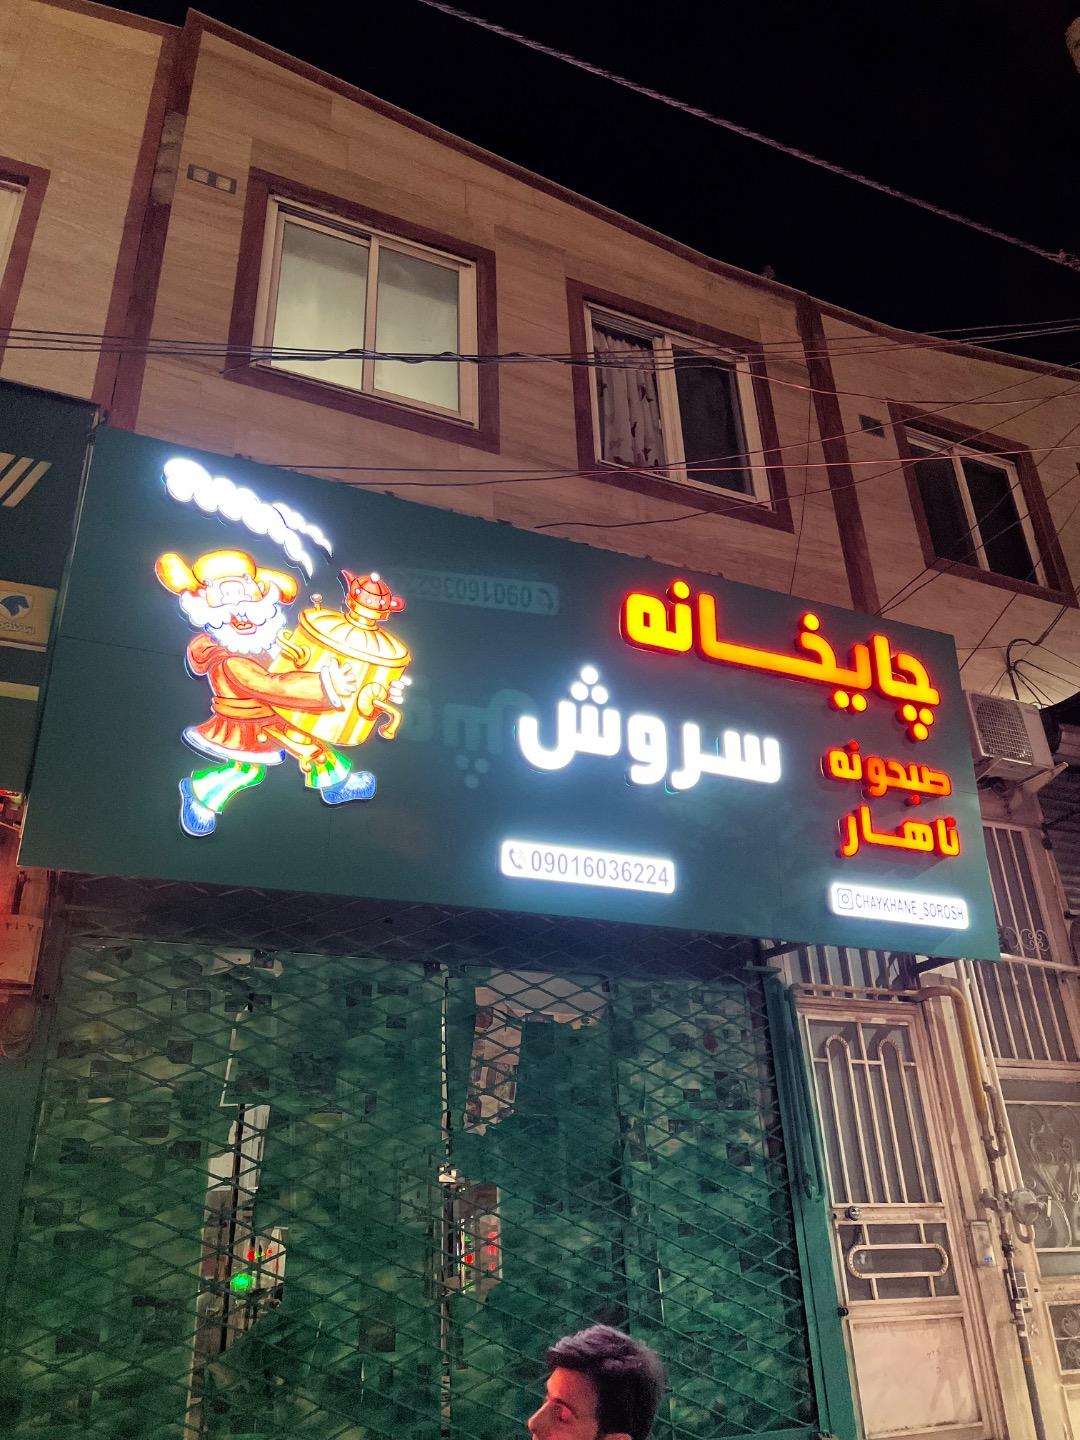 چایخانه
سروش
صبحونه
ناهار
09016036224
CHAYKHANE_SOROSH